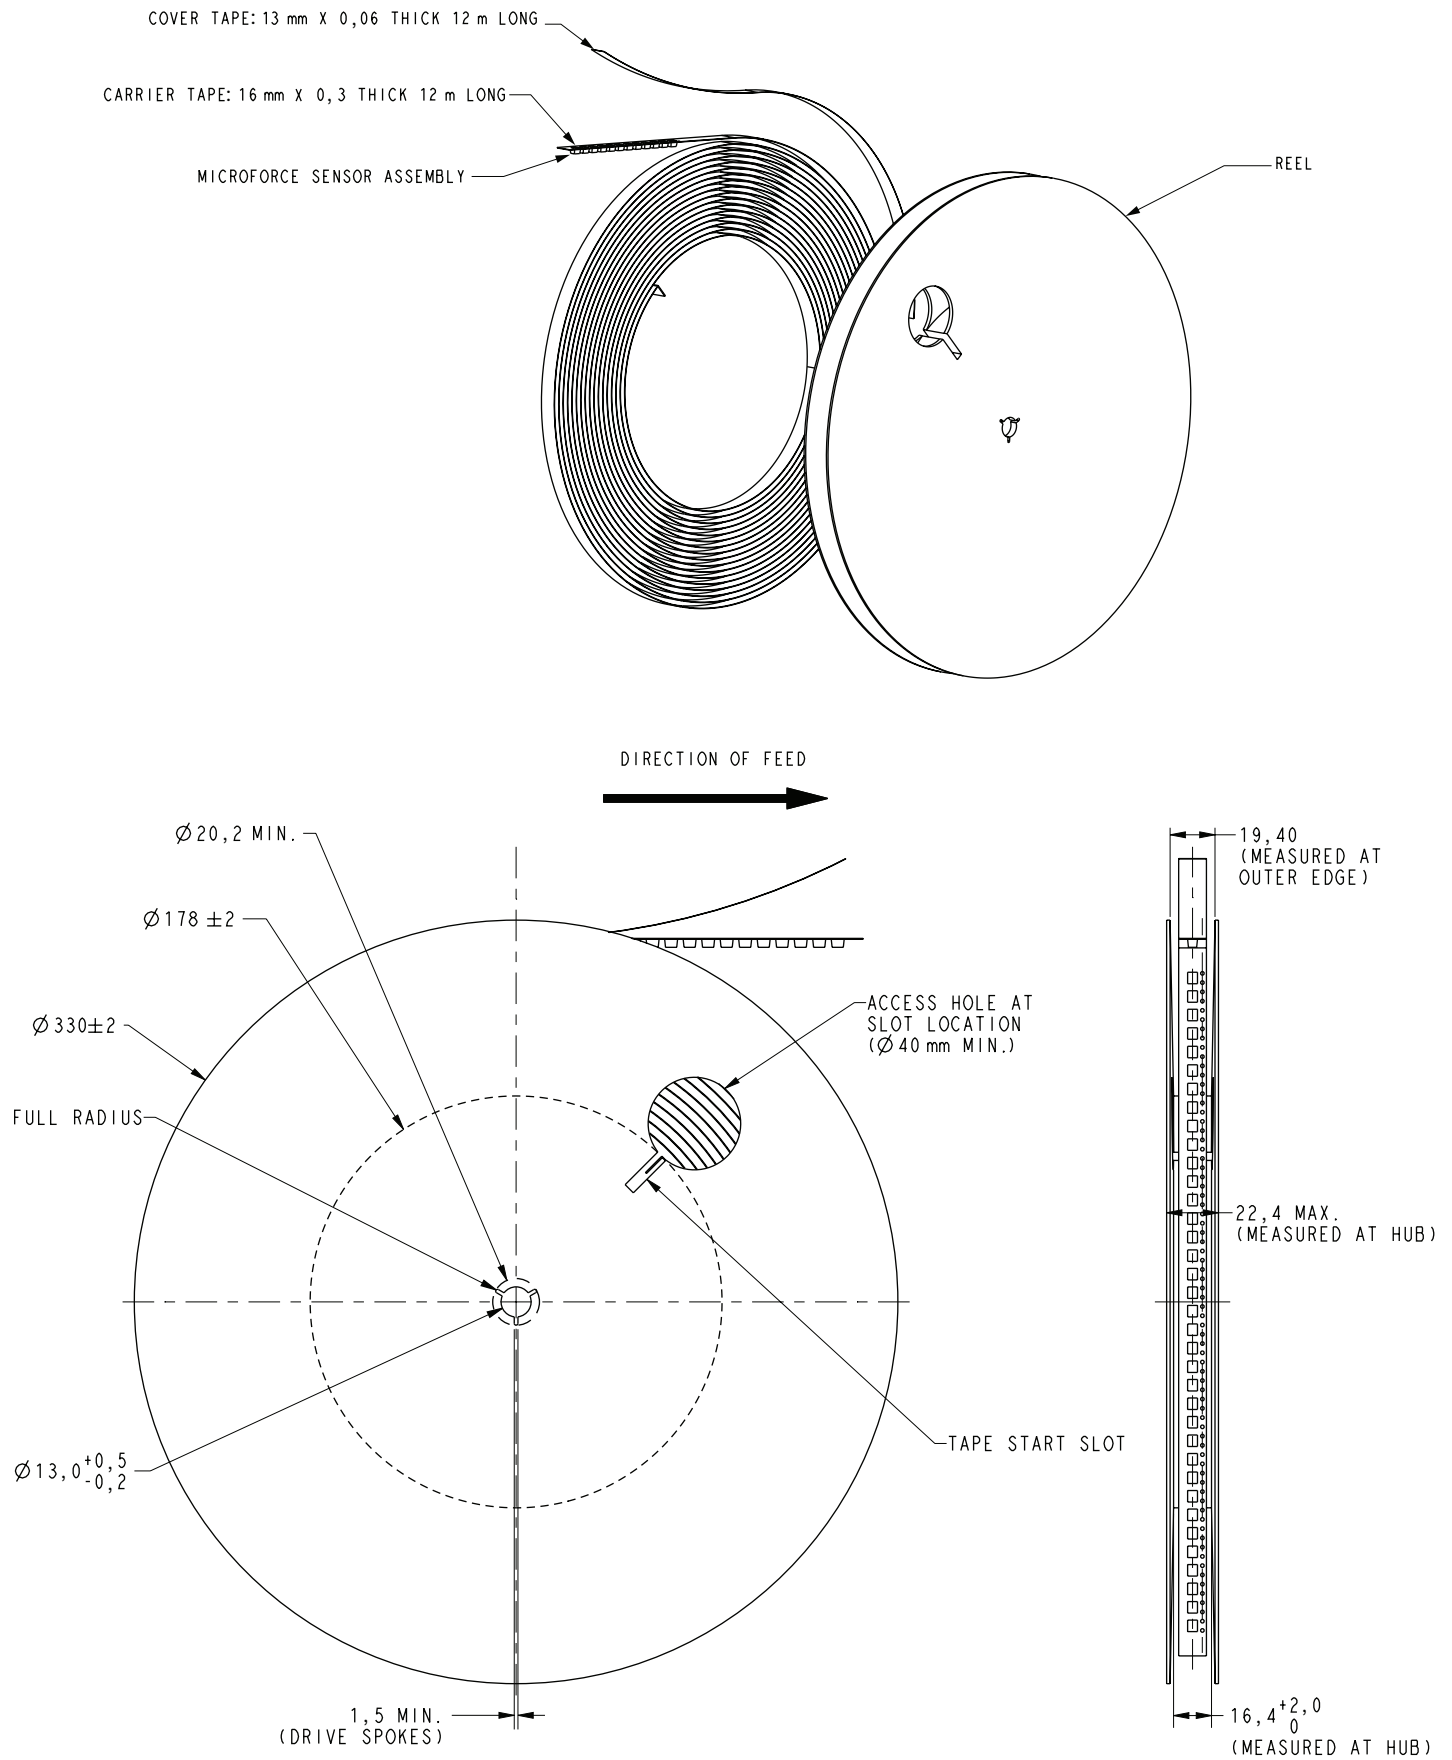 COVER TAPE: 13 mm X 0,06 THICK 12 m LONG
CARRIER TAPE: 16 mm X 0,3 THICK 12 m LONG
MICROFORCE SENSOR ASSEMBLY
REEL
DIRECTION OF FEED
Ø20,2 MIN.
Ø178 ±2
Ø330±2
FULL RADIUS
Ø13,0 +0,5
-0,2
ACCESS HOLE AT
SLOT LOCATION
(Ø40 mm MIN.)
TAPE START SLOT
1,5 MIN.
(DRIVE SPOKES)
19,40
(MEASURED AT
OUTER EDGE)
22,4 MAX.
(MEASURED AT HUB)
16,4 +2,0
0
(MEASURED AT HUB)